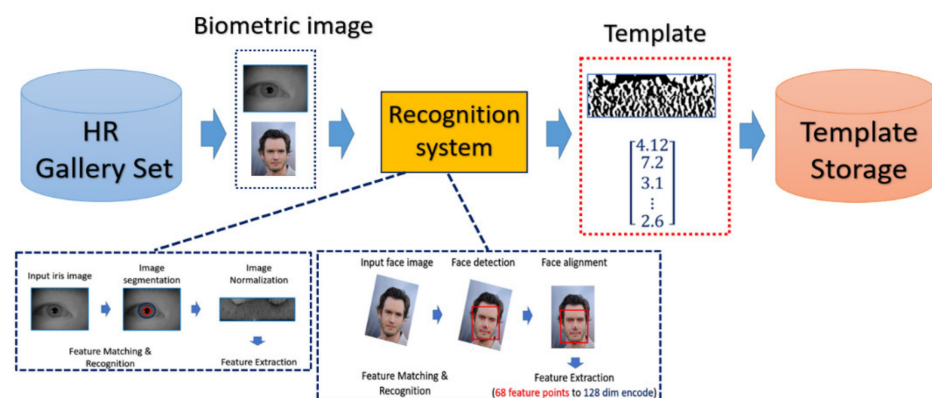 Biometric image
Template
HR
Gallery Set
Recognition
system
4.12
7.2
3.1
⋮
2.6
Template
Storage
Input iris image
Image
segmentation
Image
Normalization
Feature Matching &
Recognition
Feature Extraction
Input face image
Face detection
Face alignment
Feature Matching &
Recognition
Feature Extraction
(68 feature points to 128 dim encode)